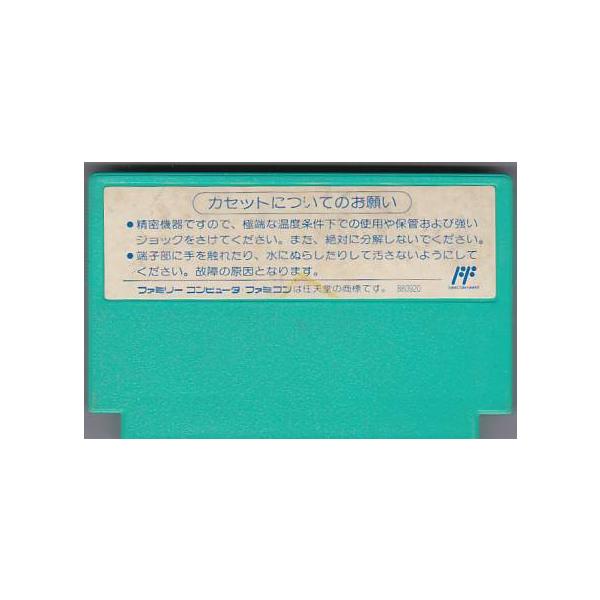 カセットについてのお願い
●精密機器ですので、極端な温度条件下での使用や保管および強い
ショックをさけてください。また、絶対に分解しないでください。
●端子部に手を触れたり、水にぬらしたりして汚さないようにして
ください。故障の原因となります。
ファミリー コンピュータ・ファミコンは任天堂の商標です。 880920